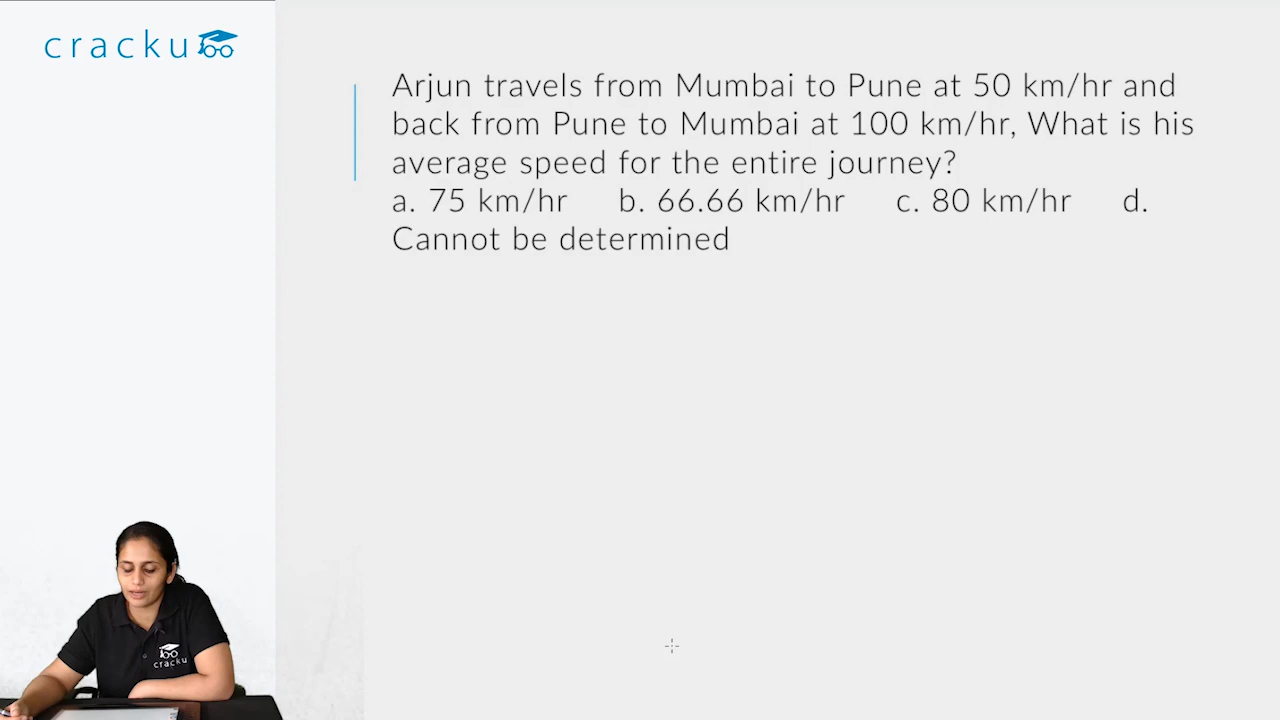 cracku
Arjun travels from Mumbai to Pune at 50 km/hr and
back from Pune to Mumbai at 100 km/hr, What is his
average speed for the entire journey?
a. 75 km/hr b. 66.66 km/hr c. 80 km/hr d.
Cannot be determined
cracku